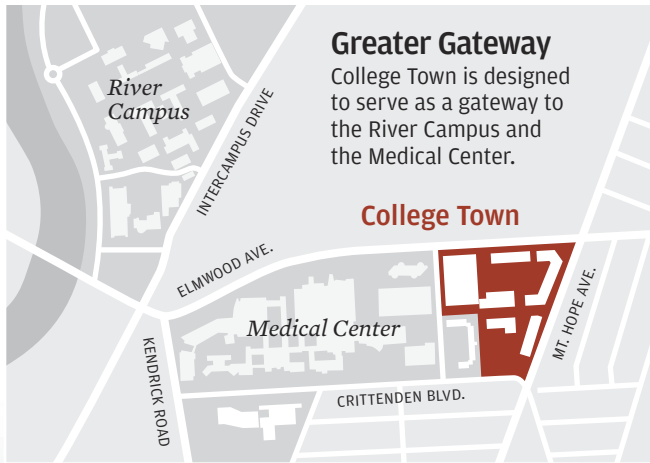 Greater Gateway
College Town is designed
to serve as a gateway to
the River Campus and
the Medical Center.
River
Campus
INTERCAMPUS DRIVE
College Town
ELMWOOD AVE.
Medical Center
MT. HOPE AVE.
KENDRICK ROAD
CRITTENDEN BLVD.